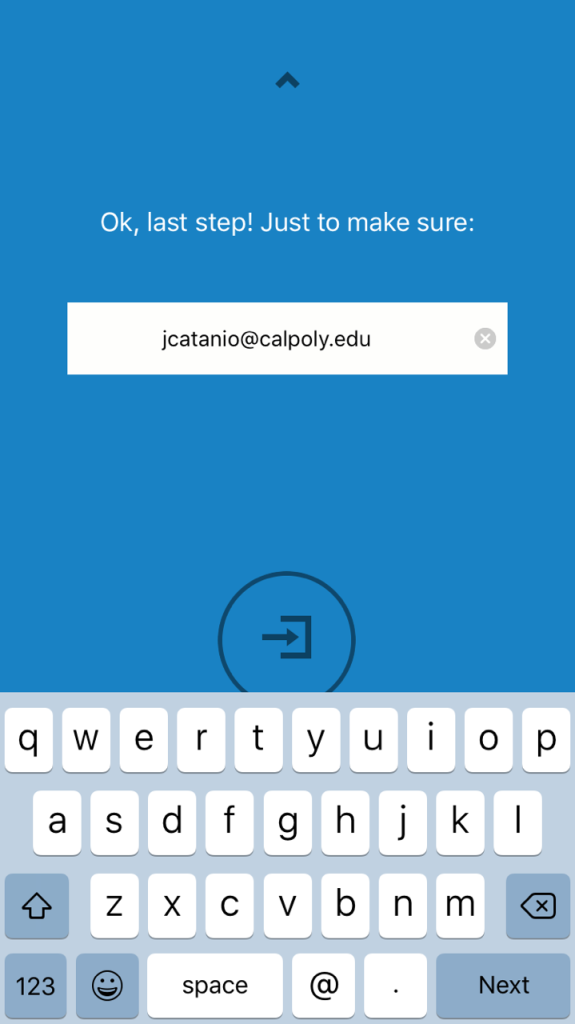 Ok, last step! Just to make sure:
jcatanio@calpoly.edu
q w e r t y u i o p
a s d f g h j k l
z x c v b n m
123 space @ . Next